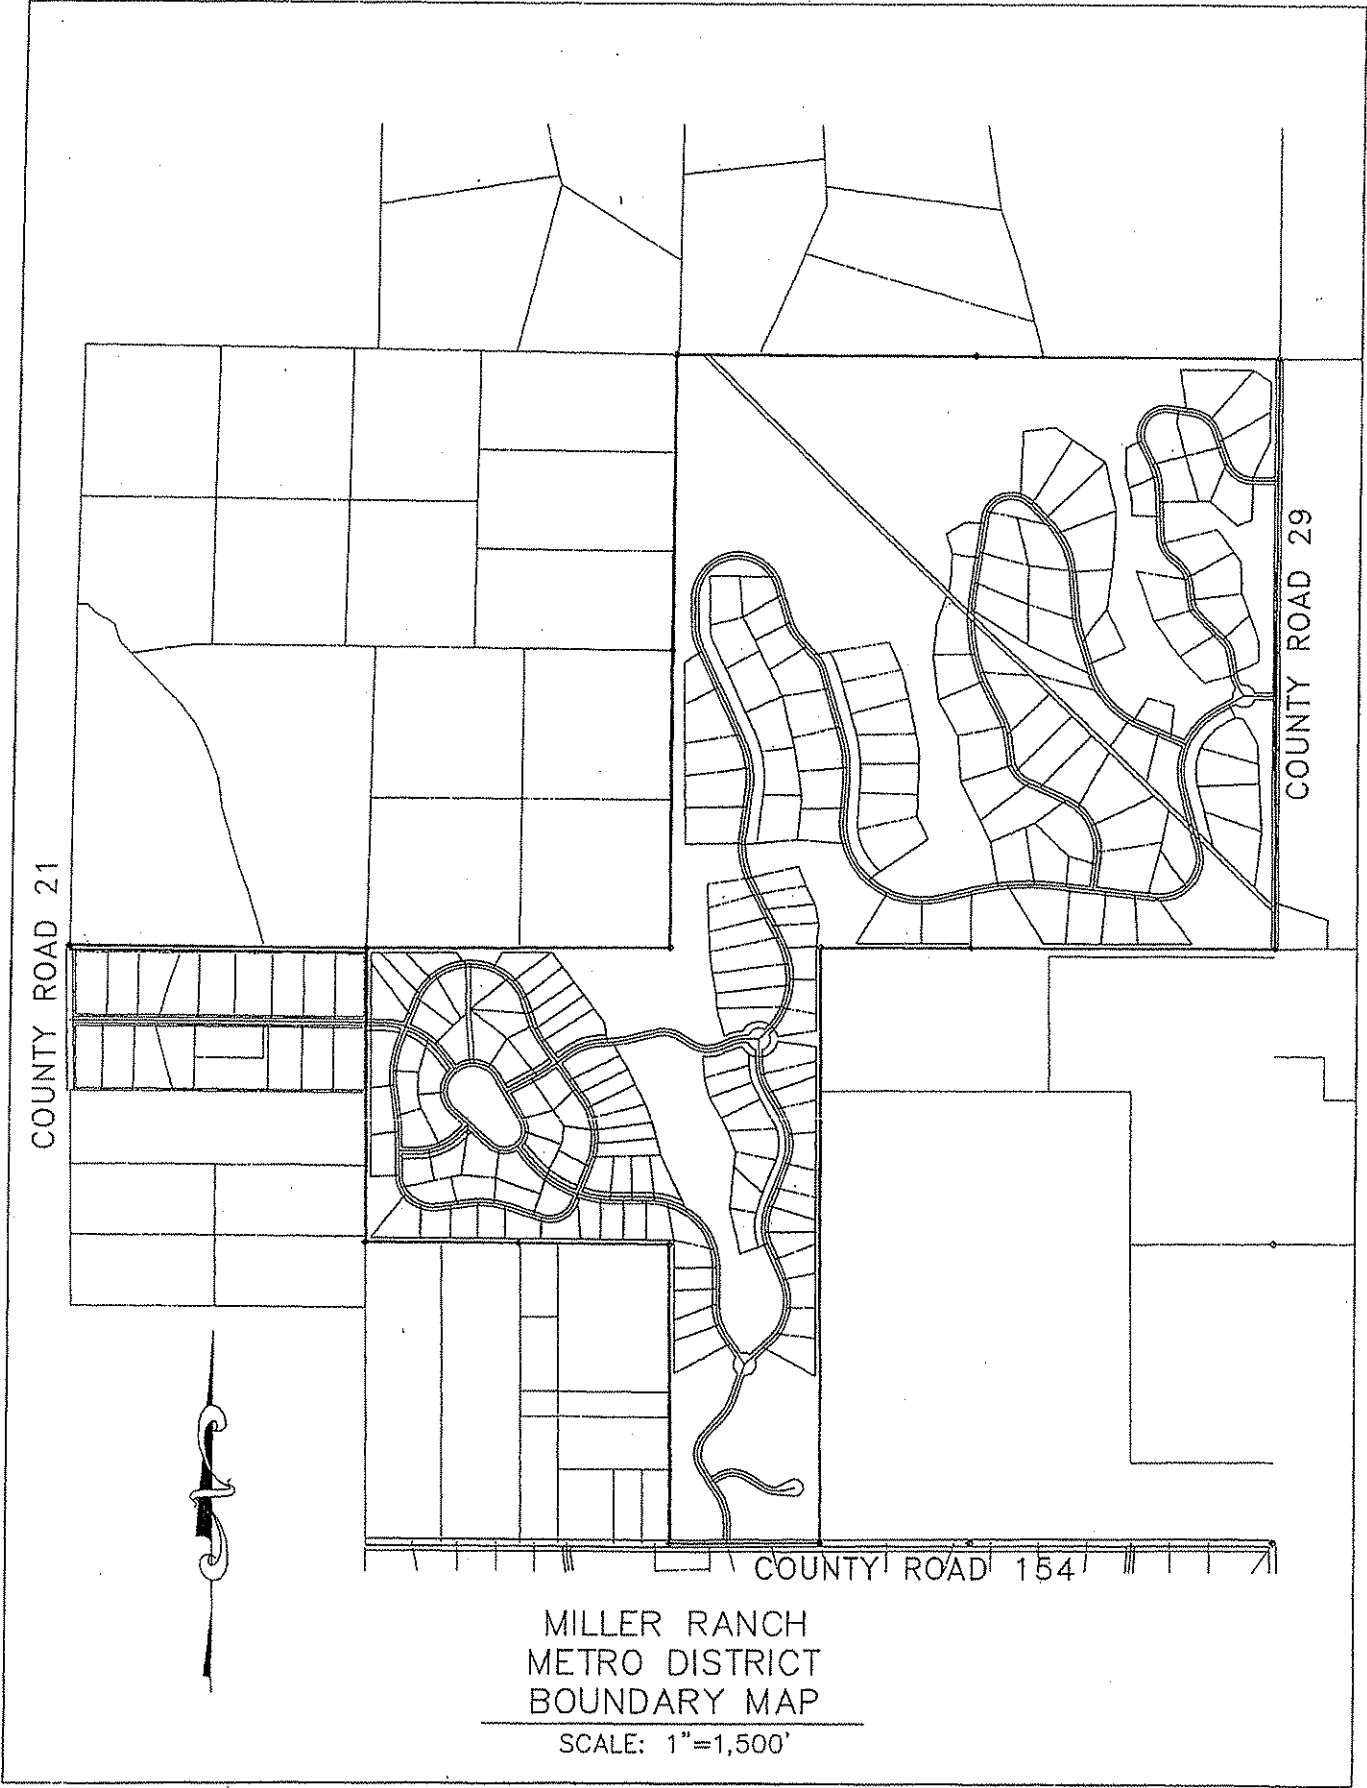 COUNTY ROAD 29
COUNTY ROAD 21
COUNTY ROAD 154
MILLER RANCH
METRO DISTRICT
BOUNDARY MAP
SCALE: 1"=1,500'